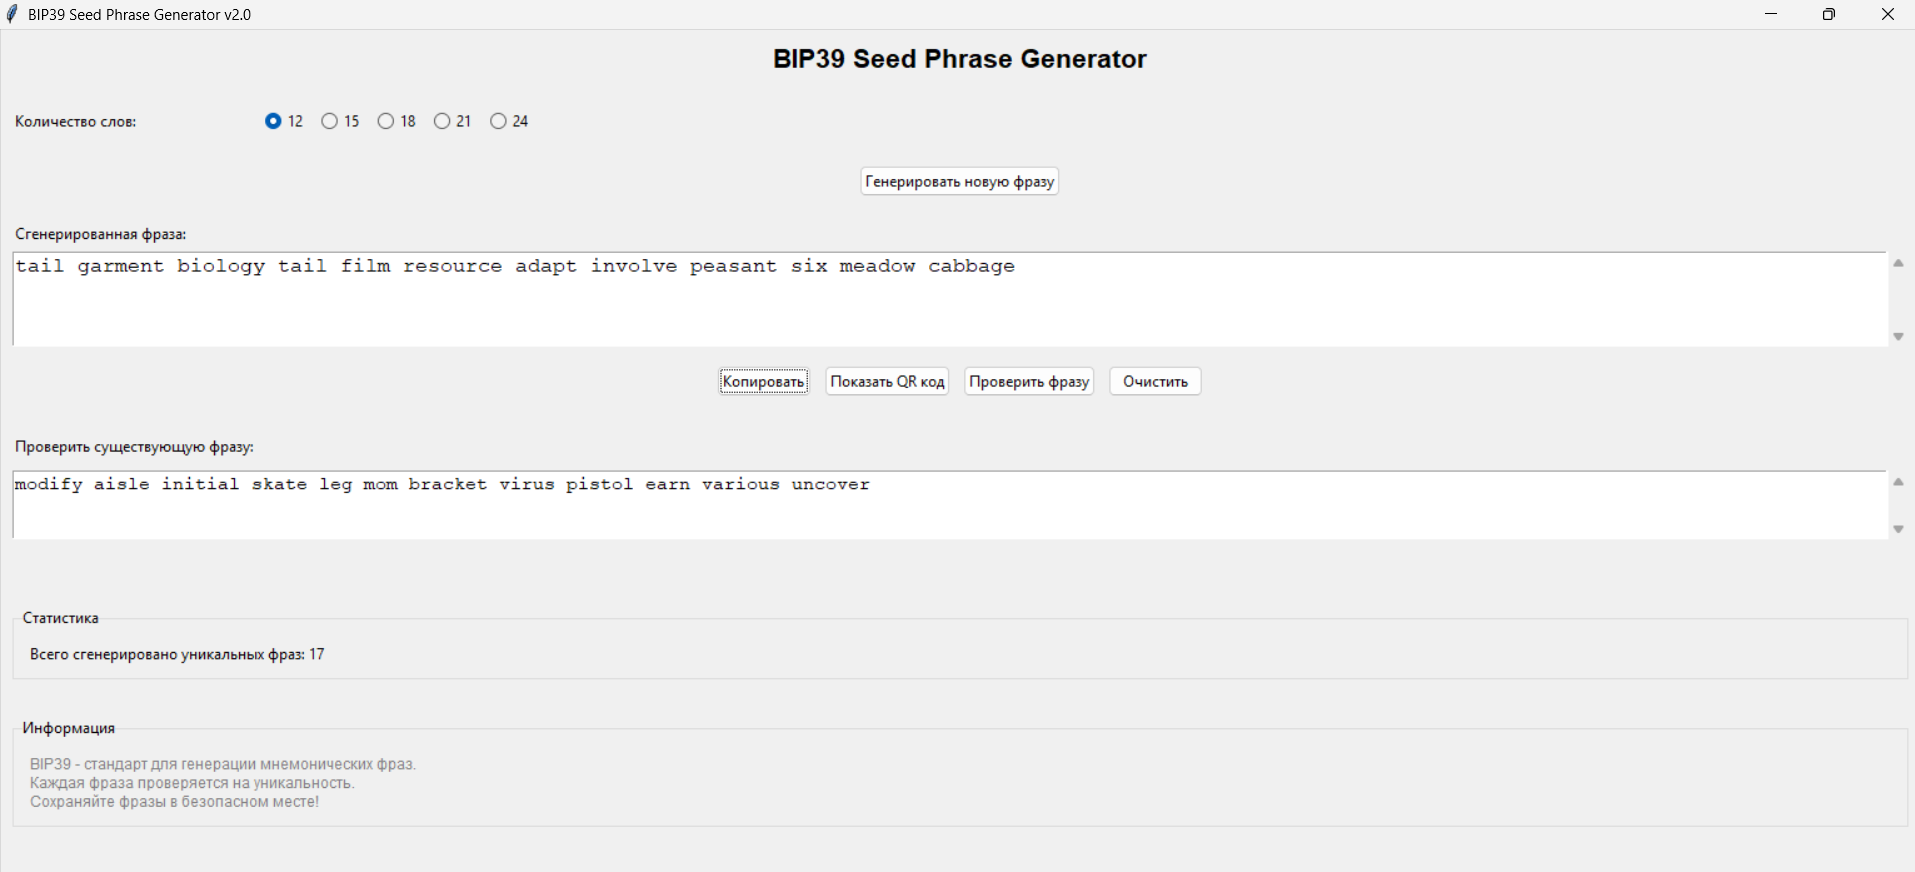 BIP39 Seed Phrase Generator v2.0
BIP39 Seed Phrase Generator
Количество слов: 12 15 18 21 24
Генерировать новую фразу
Сгенерированная фраза:
tail garment biology tail film resource adapt involve peasant six meadow cabbage
Копировать Показать QR код Проверить фразу Очистить
Проверить существующую фразу:
modify aisle initial skate leg mom bracket virus pistol earn various uncover
Статистика
Всего сгенерировано уникальных фраз: 17
Информация
BIP39 - стандарт для генерации мнемонических фраз.
Каждая фраза проверяется на уникальность.
Сохраняйте фразы в безопасном месте!